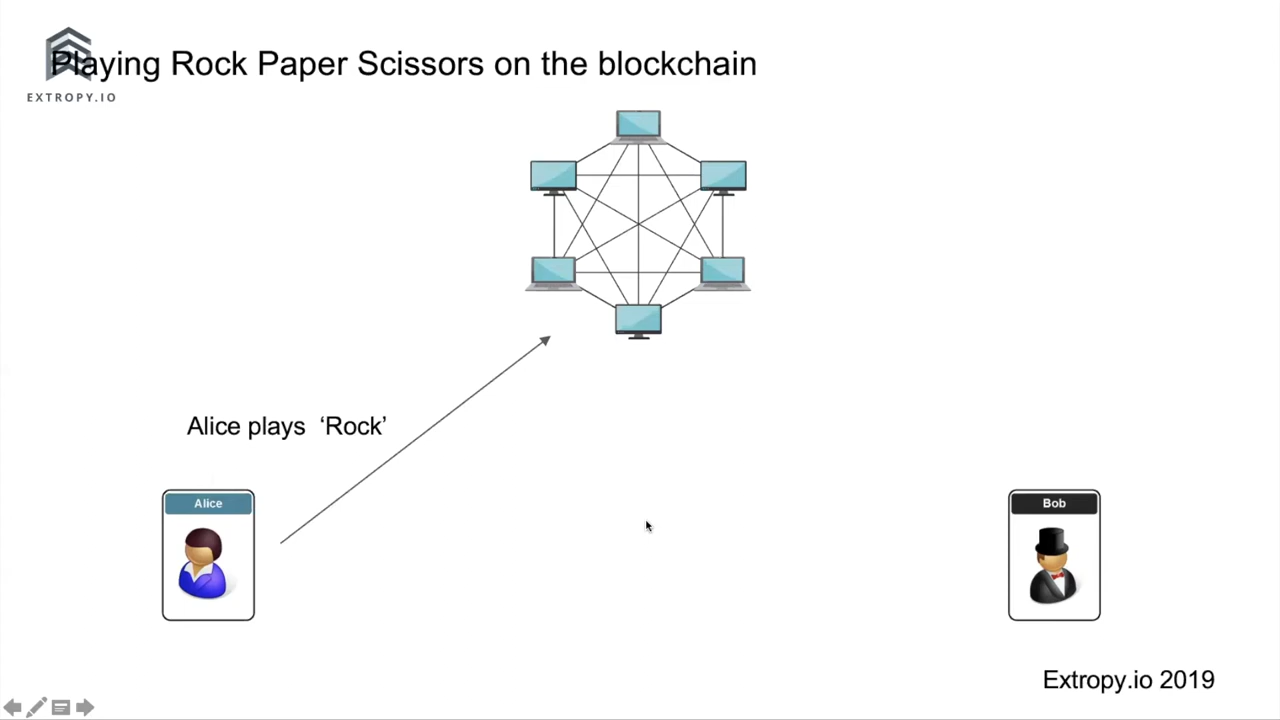 Playing Rock Paper Scissors on the blockchain
EXTROPY.IO
Alice plays ‘Rock’
Alice
Bob
Extropy.io 2019